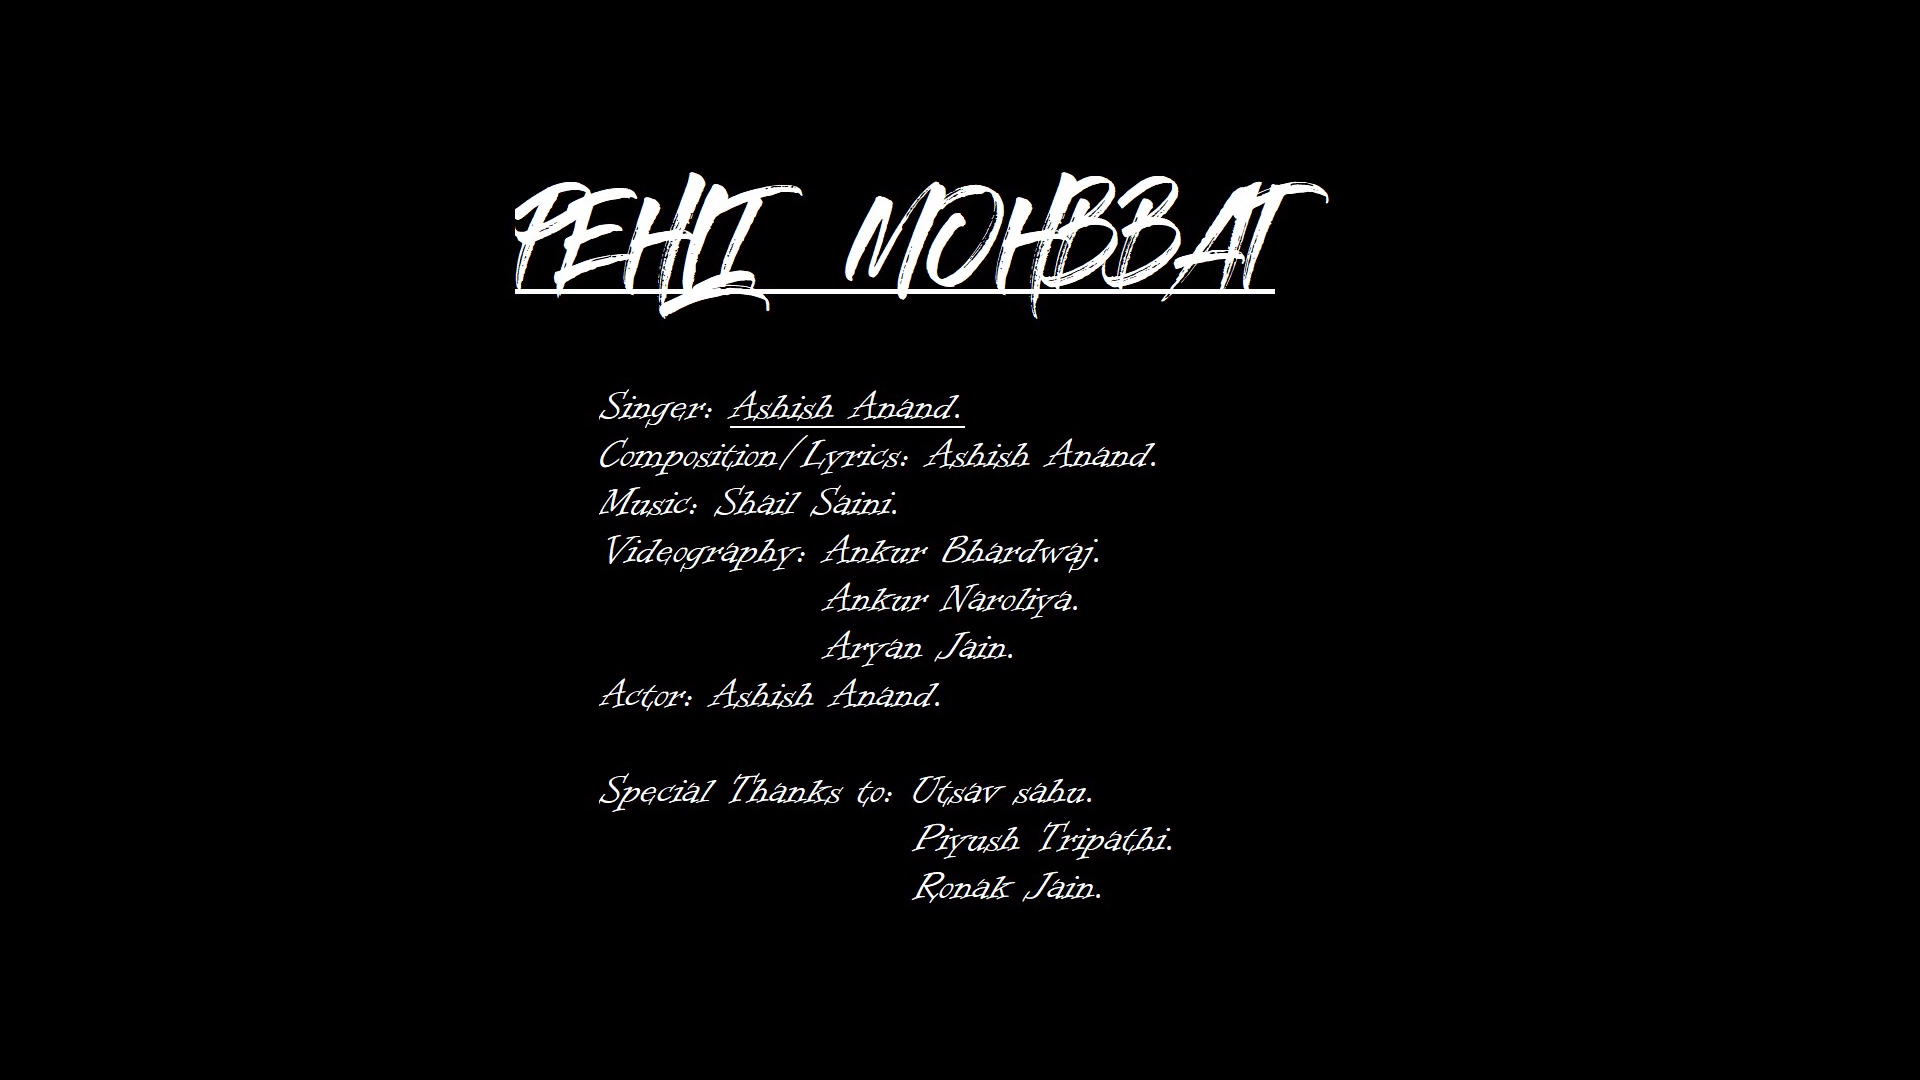 PEHLI MOHBBAT
Singer: Ashish Anand.
Composition/Lyrics: Ashish Anand.
Music: Shail Saini.
Videography: Ankur Bhardwaj.
Ankur Naroliya.
Aryan Jain.
Actor: Ashish Anand.
Special Thanks to: Utsav sahu.
Piyush Tripathi.
Ronak Jain.